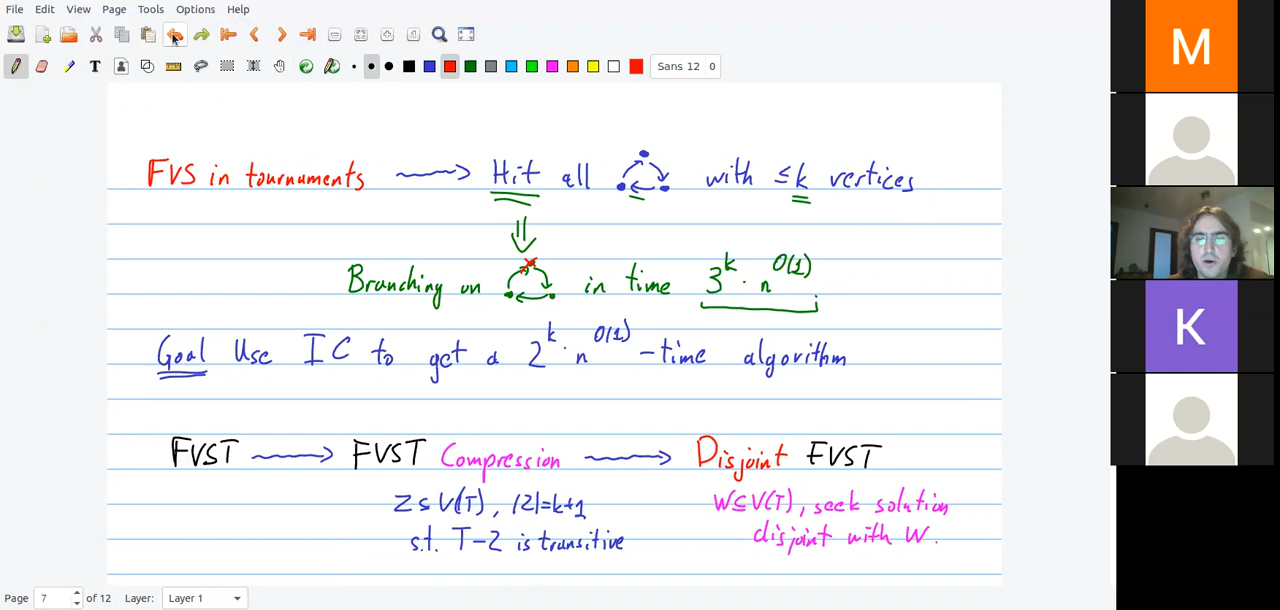 File Edit View Page Tools Options Help
Sans 12 0
FVS in tournaments Hit all with ≤k vertices
Branching on in time 3^k · n^O(1)
Goal Use IC to get a 2^k · n^O(1) -time algorithm
FVST FVST Compression Disjoint FVST
Z ⊆ V(T), |Z|=k+1 W⊆V(T), seek solution
s.t. T-Z is transitive disjoint with W.
Page 7 of 12 Layer: Layer 1
M
K